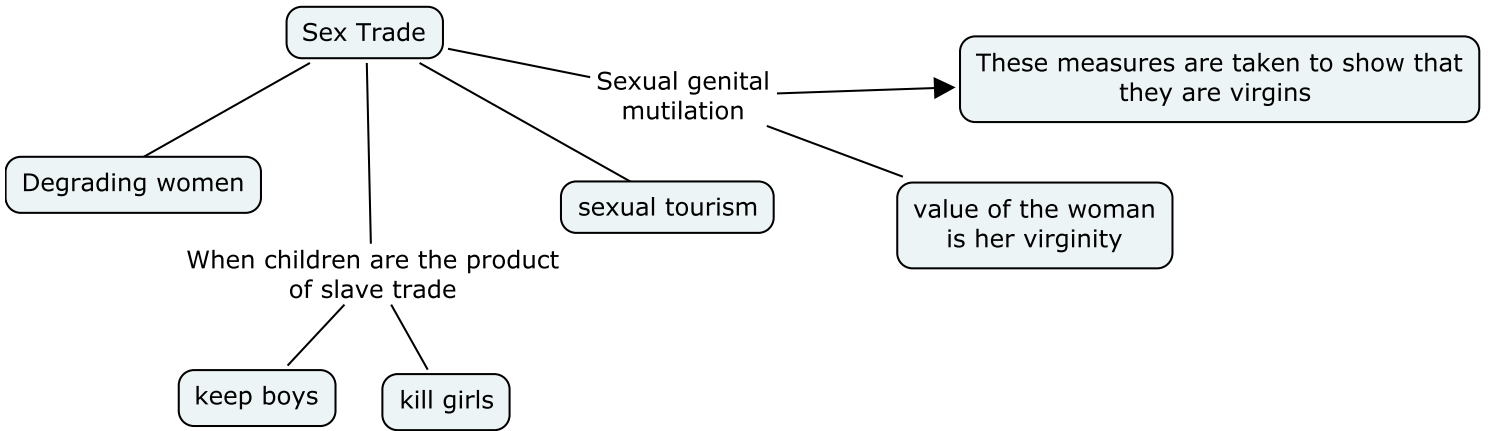 Sex Trade
Sexual genital
mutilation
These measures are taken to show that
they are virgins
Degrading women
sexual tourism
value of the woman
is her virginity
When children are the product
of slave trade
keep boys
kill girls